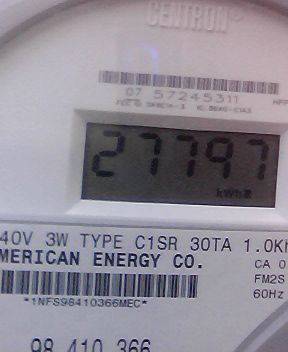 CENTRON
07 57245311
27797
kWh
40V 3W TYPE C1SR 30TA 1.0Kh
MERICAN ENERGY CO.
CA 0
FM2S
60Hz
*1NFS98410366MEC*
98 410 366